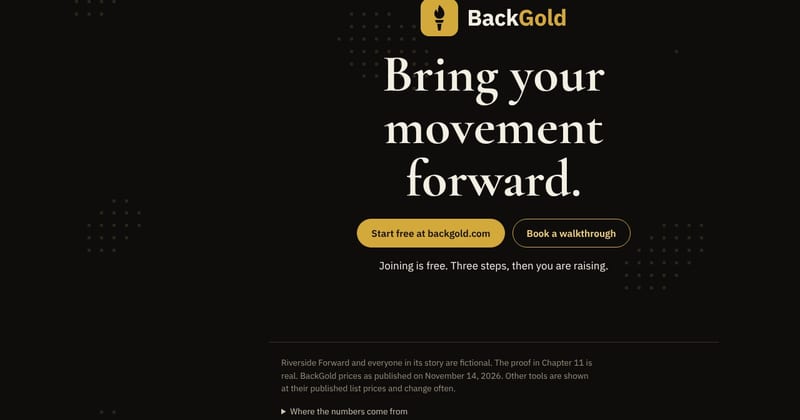 BackGold
Bring your
movement
forward.
Start free at backgold.com
Book a walkthrough
Joining is free. Three steps, then you are raising.
Riverside Forward and everyone in its story are fictional. The proof in Chapter 11 is
real. BackGold prices as published on November 14, 2026. Other tools are shown
at their published list prices and change often.
Where the numbers come from